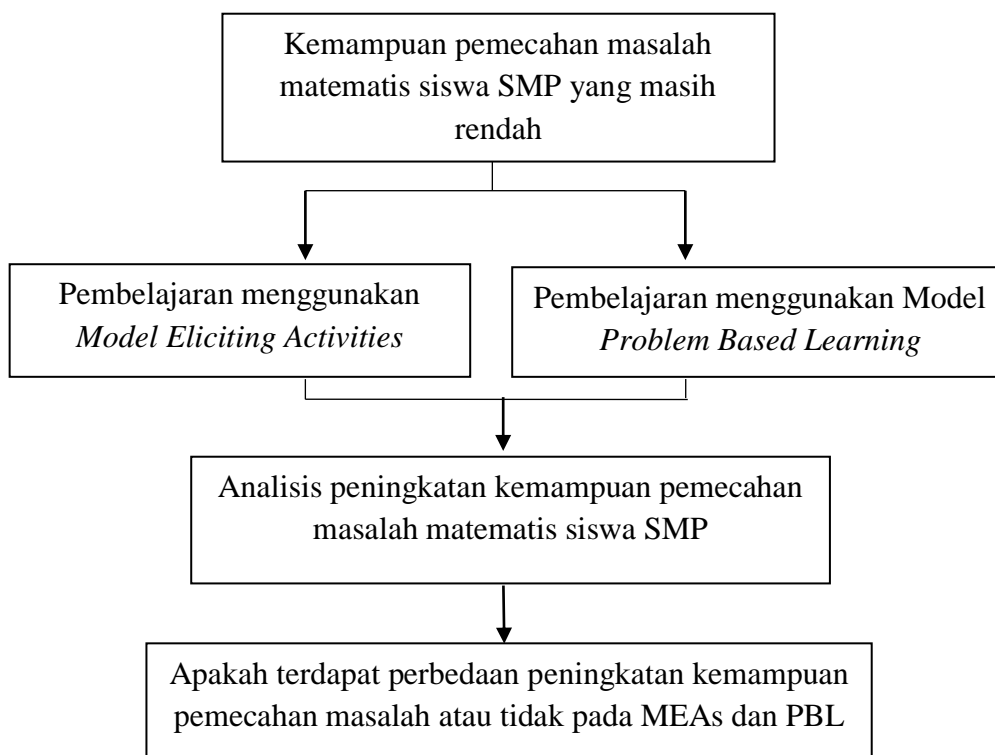 Kemampuan pemecahan masalah
matematis siswa SMP yang masih
rendah
Pembelajaran menggunakan
Model Eliciting Activities
Pembelajaran menggunakan Model
Problem Based Learning
Analisis peningkatan kemampuan pemecahan
masalah matematis siswa SMP
Apakah terdapat perbedaan peningkatan kemampuan
pemecahan masalah atau tidak pada MEAs dan PBL